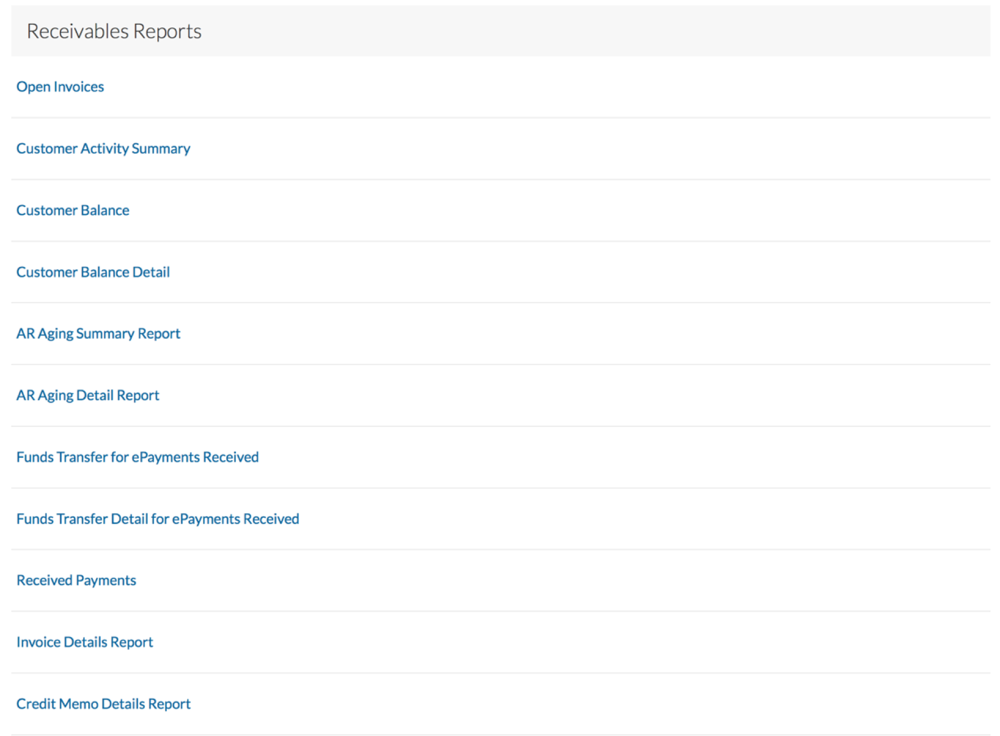 Receivables Reports
Open Invoices
Customer Activity Summary
Customer Balance
Customer Balance Detail
AR Aging Summary Report
AR Aging Detail Report
Funds Transfer for ePayments Received
Funds Transfer Detail for ePayments Received
Received Payments
Invoice Details Report
Credit Memo Details Report